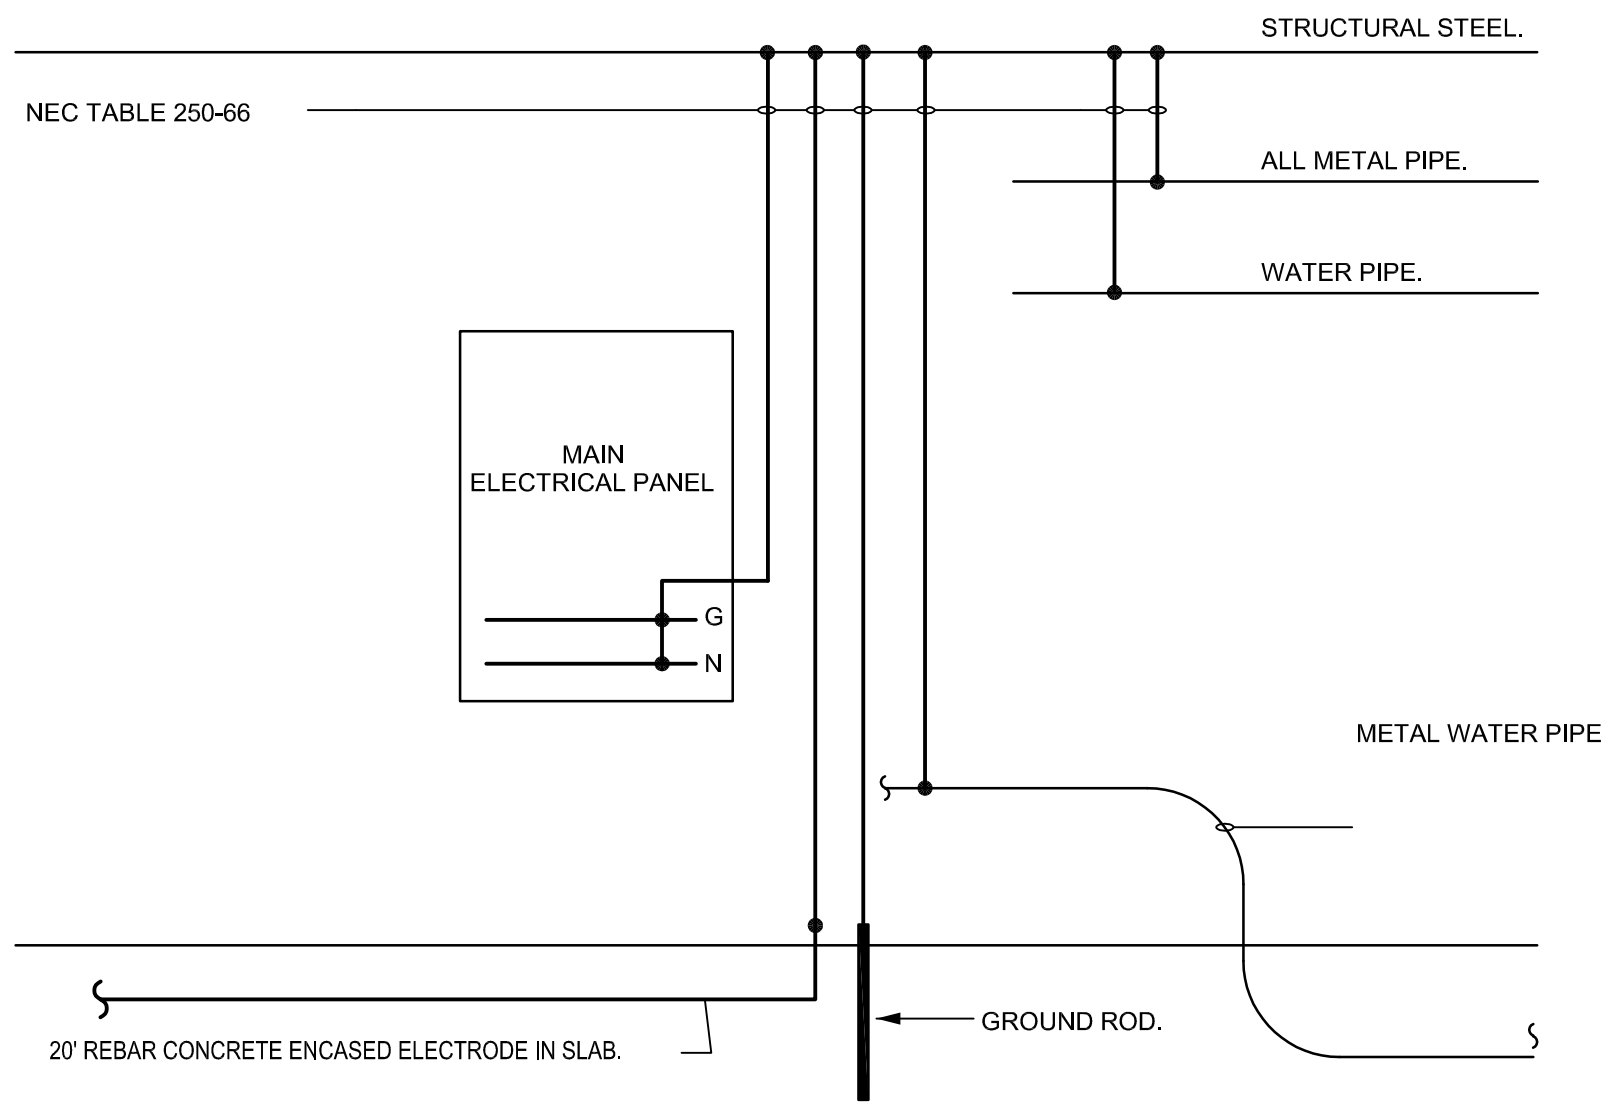 STRUCTURAL STEEL.
NEC TABLE 250-66
ALL METAL PIPE.
WATER PIPE.
MAIN
ELECTRICAL PANEL
G
N
METAL WATER PIPE
GROUND ROD.
20' REBAR CONCRETE ENCASED ELECTRODE IN SLAB.